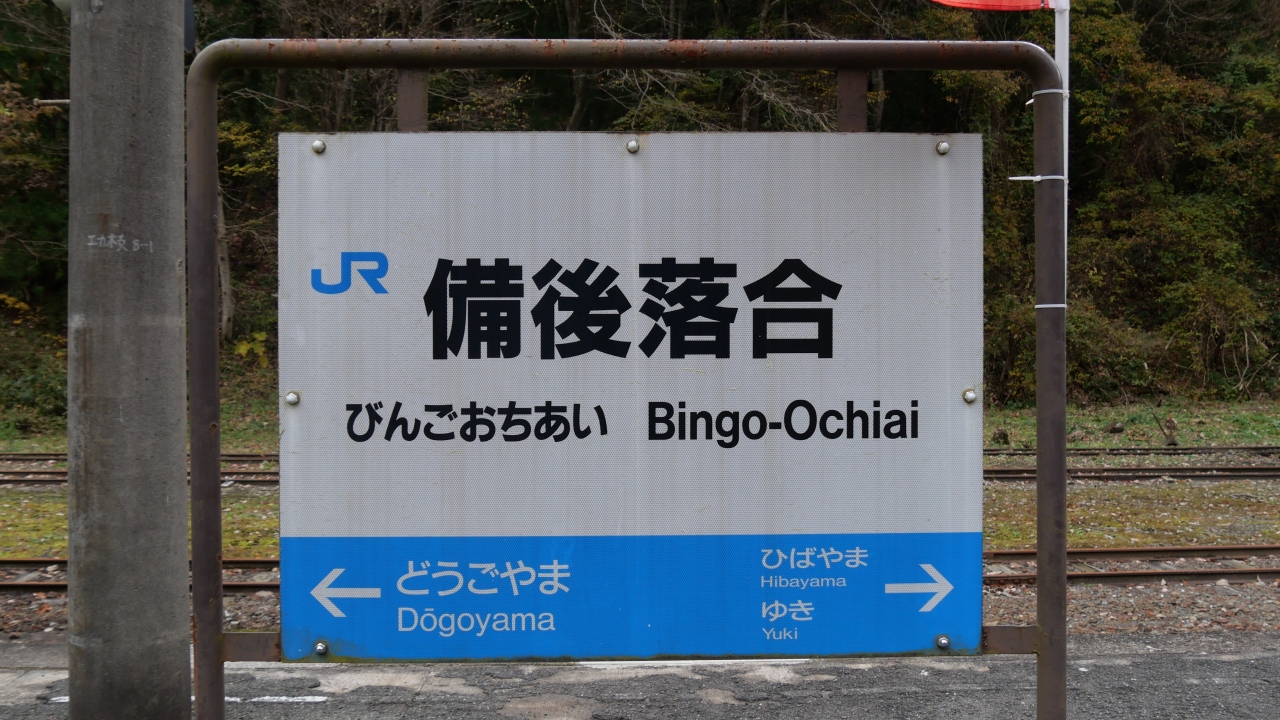 JR 備後落合
びんごおちあい Bingo-Ochiai
← どうごやま
Dōgoyama
ひばやま →
Hibayama
ゆき
Yuki